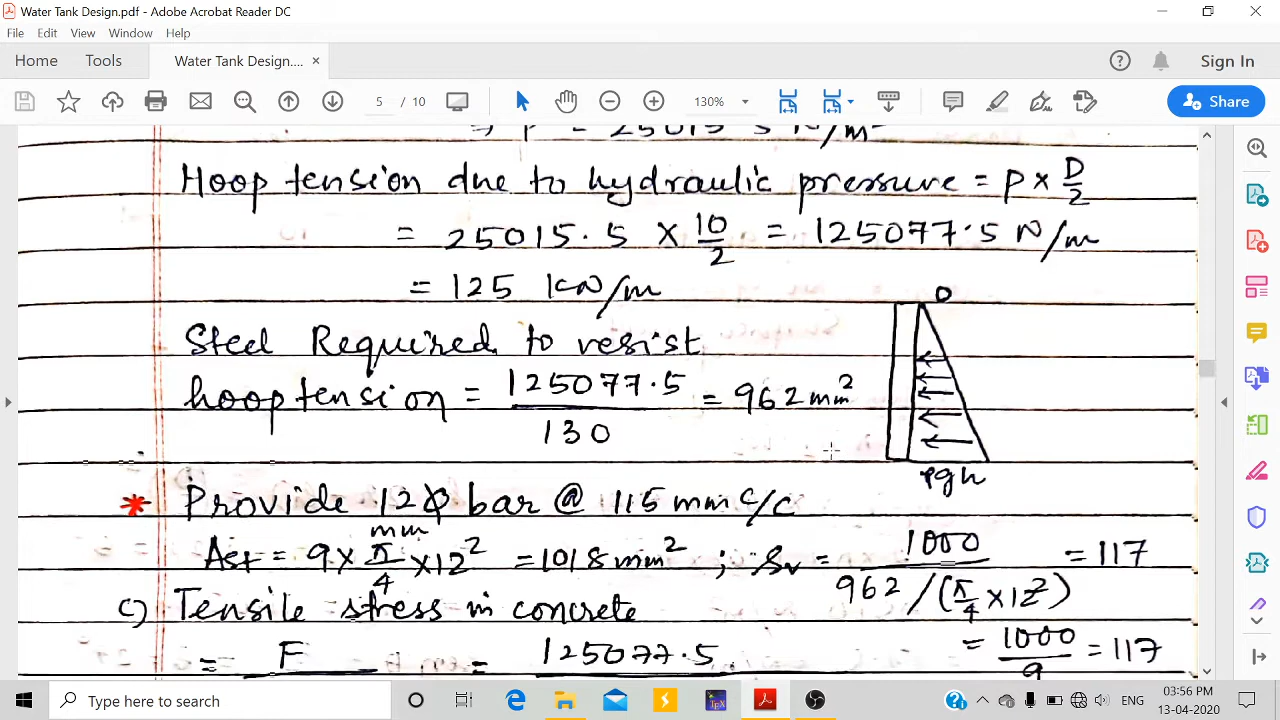 Water Tank Design.pdf - Adobe Acrobat Reader DC
File Edit View Window Help
Home Tools Water Tank Design.... × Sign In
5 / 10 130% Share
⇒ P = 25015.5 N/m²
Hoop tension due to hydraulic pressure = P × D/2
= 25015.5 × 10/2 = 125077.5 N/m
= 125 KN/m
0
Steel Required to resist
hoop tension = 125077.5/130 = 962 mm²
ρgh
* Provide 12 mm ϕ bar @ 115 mm c/c
Ast = 9 × π/4 × 12² = 1018 mm² ; Sv = 1000/962/(π/4 × 12²) = 117
c) Tensile stress in concrete
= 1000/9 = 117
= F = 125077.5
Type here to search
ENG 03:56 PM
13-04-2020